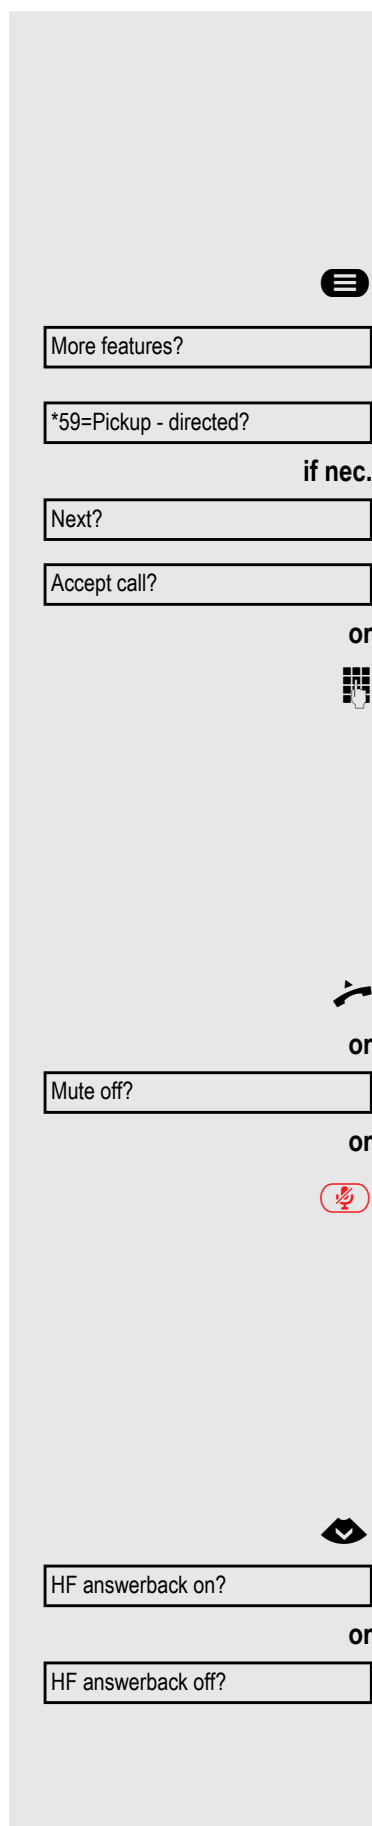 More features?
*59=Pickup - directed?
if nec.
Next?
Accept call?
or
or
Mute off?
or
HF answerback on?
or
HF answerback off?